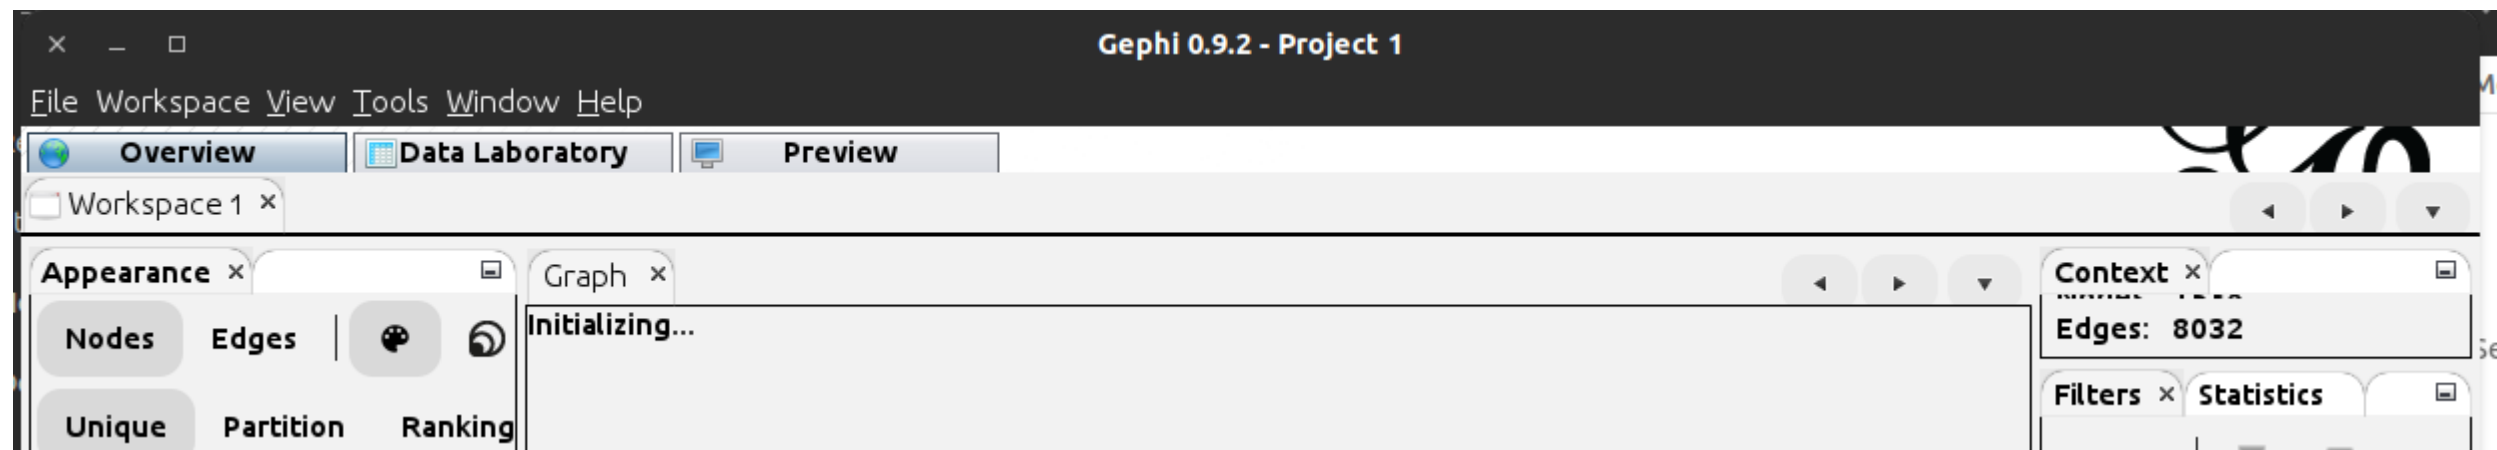 Gephi 0.9.2 - Project 1
File Workspace View Tools Window Help
Overview Data Laboratory Preview
Workspace 1
Appearance Graph Context
Nodes Edges Initializing... Edges: 8032
Filters Statistics
Unique Partition Ranking